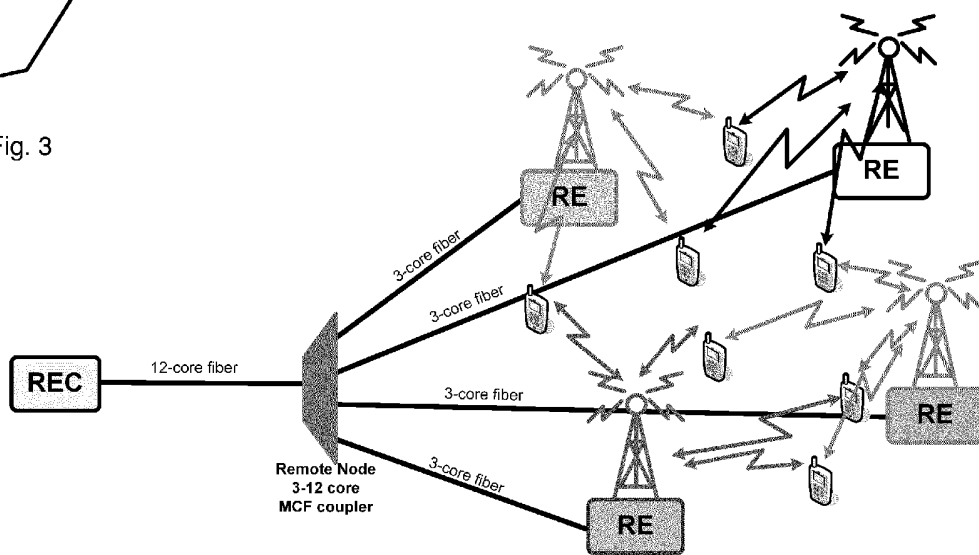 Fig. 3
RE
RE
3-core fiber
3-core fiber
12-core fiber
REC
3-core fiber
RE
3-core fiber
Remote Node
3-12 core
MCF coupler
RE